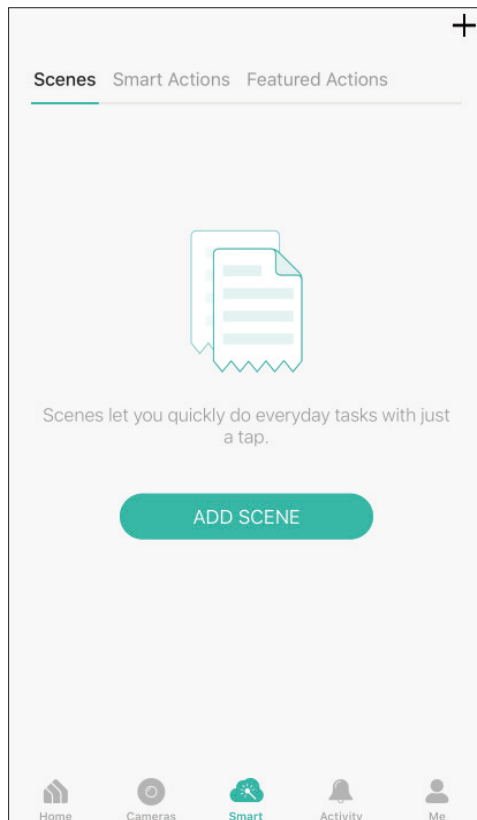 Scenes Smart Actions Featured Actions
Scenes let you quickly do everyday tasks with just
a tap.
ADD SCENE
Home Cameras Smart Activity Me